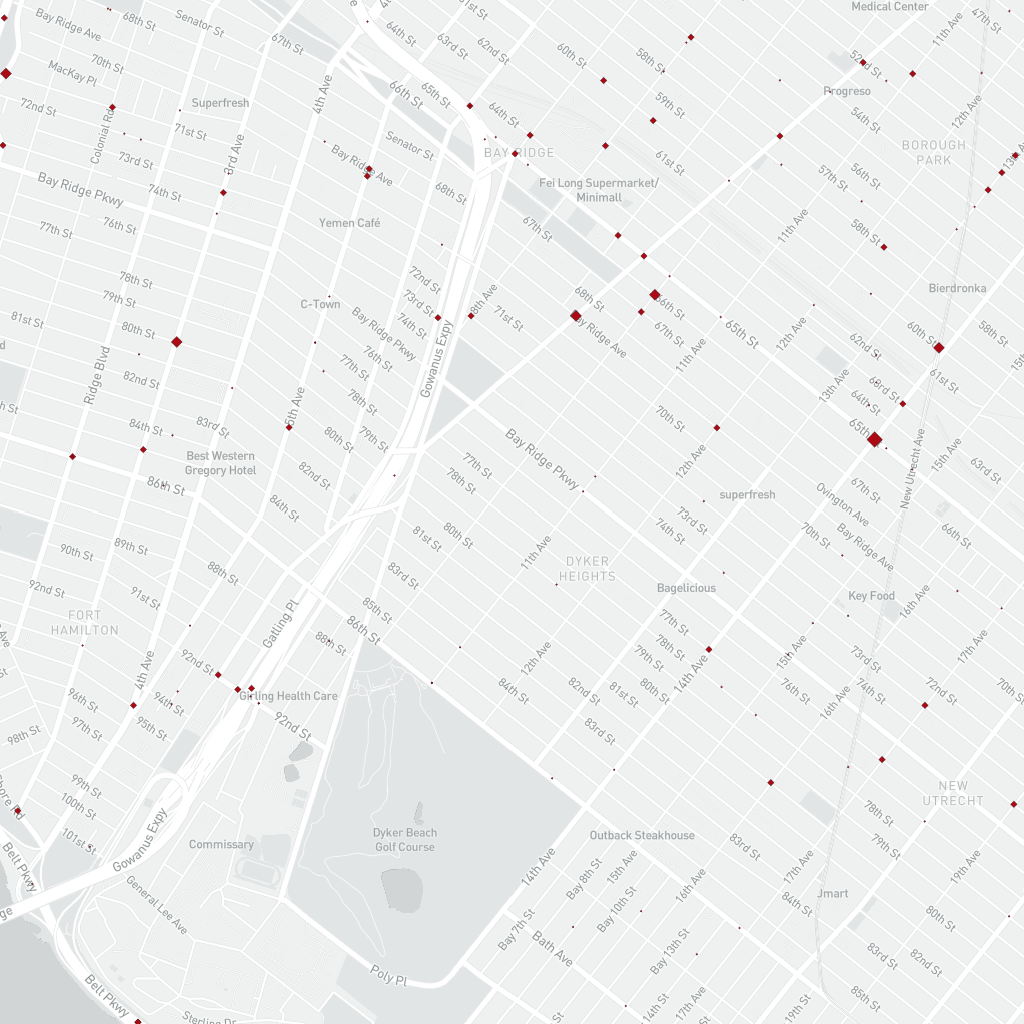 68th St
Senator St
64th St
61st St
47th St
Medical Center
11th Ave
Bay Ridge Ave
67th St
63rd St
62nd St
60th St
58th St
52nd St
70th St
MacKay Pl
4th Ave
65th St
66th St
Progreso
72nd St
Superfresh
59th St
64th St
54th St
12th Ave
Colonial Rd
71st St
3rd Ave
Senator St
BAY RIDGE
61st St
BOROUGH
PARK
73rd St
Bay Ridge Ave
57th St
56th St
Bay Ridge Pkwy
74th St
68th St
Fei Long Supermarket/
Minimall
76th St
77th St
Yemen Café
67th St
11th Ave
58th St
78th St
79th St
72nd St
8th Ave
68th St
66th St
Bierdronka
C-Town
73rd St
74th St
71st St
Bay Ridge Ave
67th St
65th St
12th Ave
81st St
80th St
Bay Ridge Pkwy
76th St
11th Ave
62nd St
60th St
58th St
77th St
Gowanus Expy
63rd St
64th St
13th Ave
61st St
Ridge Blvd
82nd St
78th St
5th Ave
84th St
83rd St
80th St
79th St
Bay Ridge Pkwy
70th St
65th St
Best Western
Gregory Hotel
82nd St
77th St
78th St
12th Ave
New Utrecht Ave
15th Ave
63rd St
86th St
84th St
superfresh
67th St
Ovington Ave
73rd St
74th St
81st St
80th St
70th St
Bay Ridge Ave
66th St
90th St
89th St
11th Ave
88th St
83rd St
DYKER
HEIGHTS
Bagelicious
92nd St
91st St
Key Food
16th Ave
FORT
HAMILTON
Gatling Pl
85th St
86th St
88th St
77th St
78th St
79th St
80th St
73rd St
15th Ave
17th Ave
92nd St
4th Ave
12th Ave
14th Ave
94th St
96th St
95th St
97th St
98th St
Girling Health Care
92nd St
84th St
82nd St
81st St
83rd St
76th St
74th St
16th Ave
72nd St
70th St
99th St
100th St
101st St
Gowanus Expy
Belt Pkwy
Commissary
Dyker Beach
Golf Course
Outback Steakhouse
NEW
UTRECHT
78th St
79th St
83rd St
17th Ave
84th St
19th Ave
14th Ave
Bay 8th St
15th Ave
16th Ave
Jmart
General Lee Ave
Bay 7th St
Bay 10th St
80th St
Bath Ave
Bay 13th St
83rd St
82nd St
Poly Pl
Belt Pkwy
Sterling Dr
14th St
17th Ave
19th St
85th St